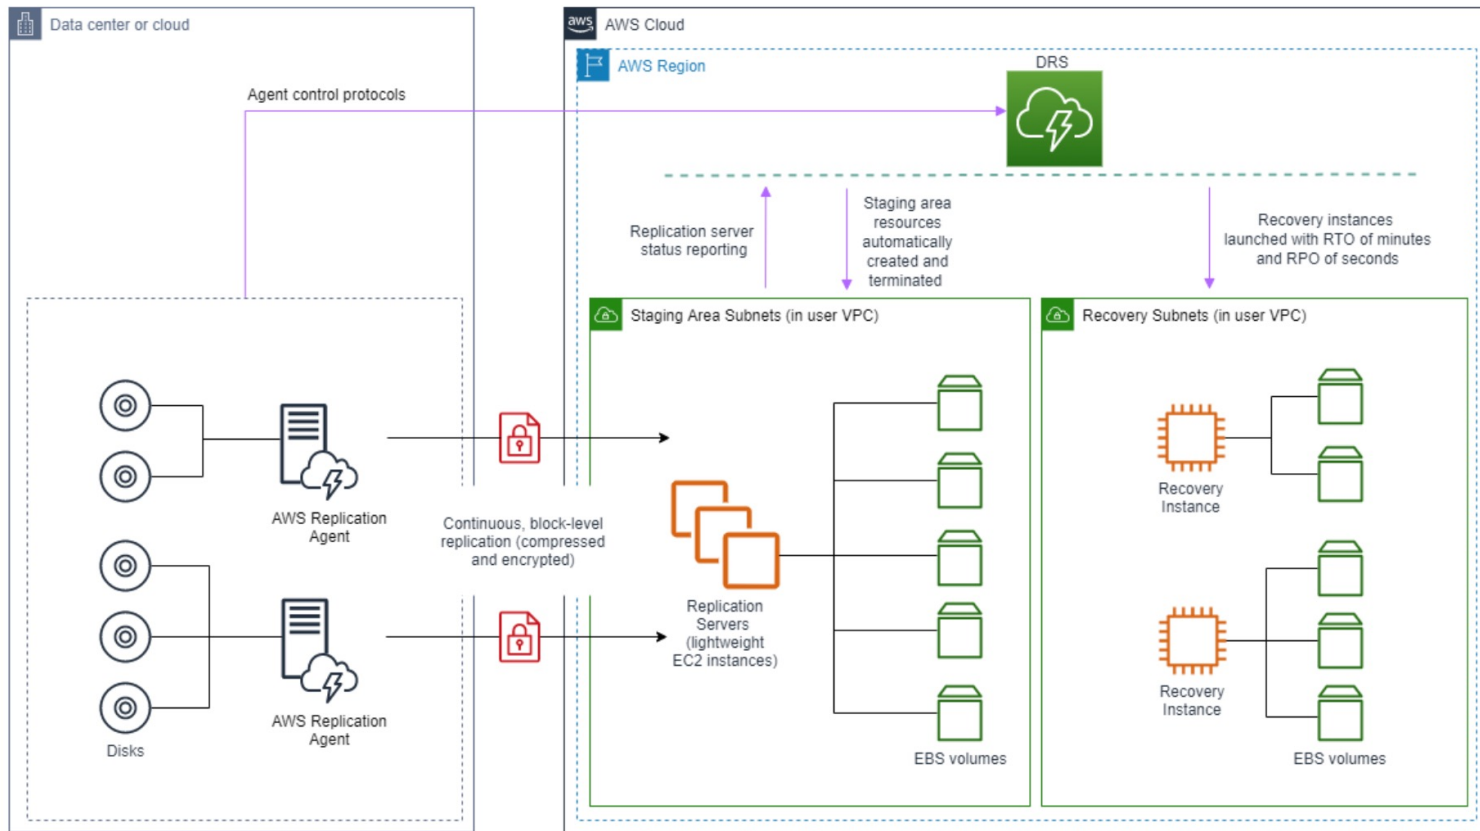 Data center or cloud
aws
AWS Cloud
AWS Region
DRS
Agent control protocols
Replication server
status reporting
Staging area
resources
automatically
created and
terminated
Recovery instances
launched with RTO of minutes
and RPO of seconds
Staging Area Subnets (in user VPC)
Recovery Subnets (in user VPC)
AWS Replication
Agent
Continuous, block-level
replication (compressed
and encrypted)
AWS Replication
Agent
Disks
Replication
Servers
(lightweight
EC2 instances)
EBS volumes
Recovery
Instance
Recovery
Instance
EBS volumes